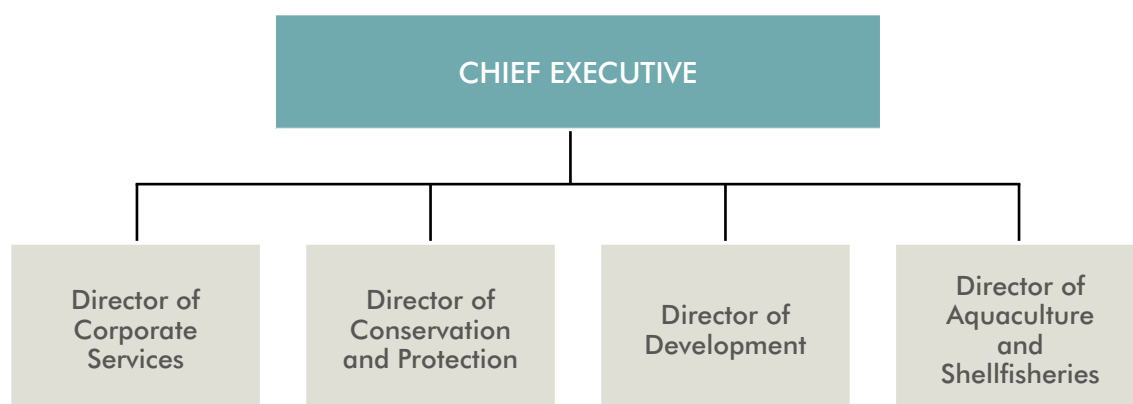 CHIEF EXECUTIVE
Director of
Corporate
Services
Director of
Conservation
and Protection
Director of
Development
Director of
Aquaculture
and
Shellfisheries